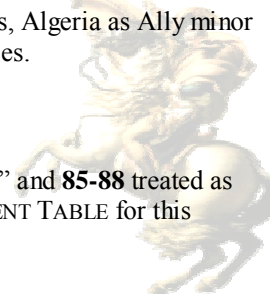 s, Algeria as Ally minor
es.
” and 85-88 treated as
ENT TABLE for this